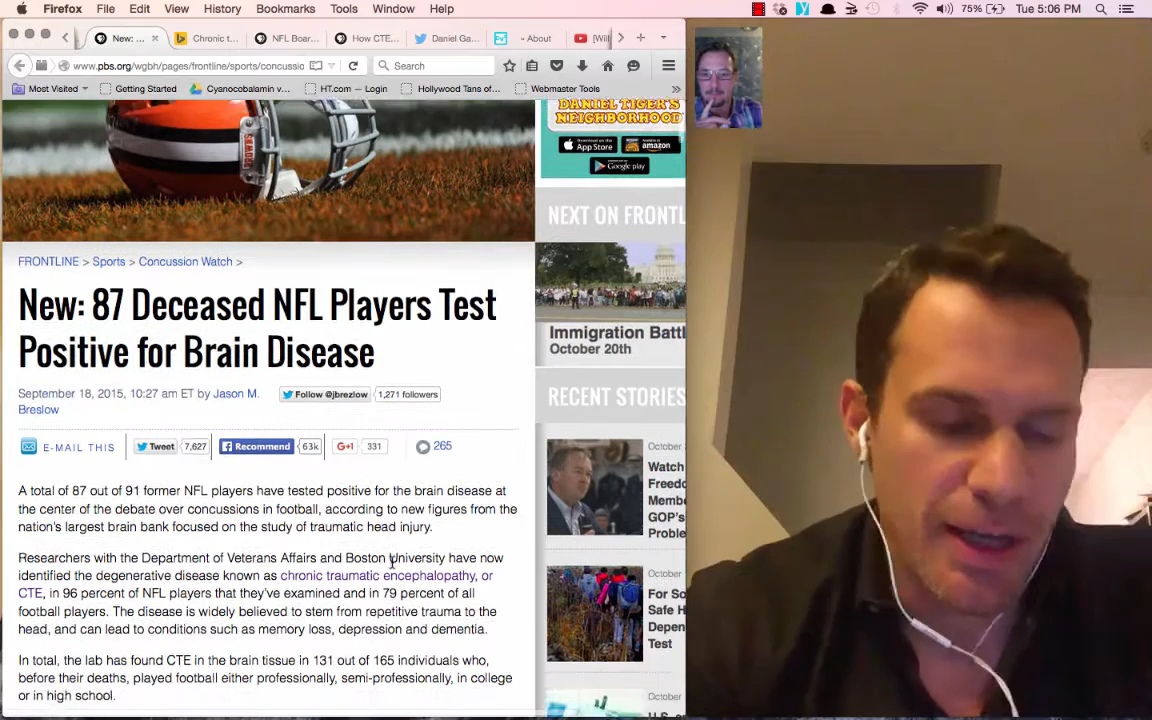 Firefox File Edit View History Bookmarks Tools Window Help 75% Tue 5:06 PM
New: ... Chronic t... NFL Boar... How CTE... Daniel Ga... - About [Will
www.pbs.org/wgbh/pages/frontline/sports/concussic Search
Most Visited Getting Started Cyanocobalamin v... HT.com — Login Hollywood Tans of... Webmaster Tools
DANIEL TIGER'S
NEIGHBORHOOD
App Store amazon
Google play
NEXT ON FRONTL
FRONTLINE > Sports > Concussion Watch >
New: 87 Deceased NFL Players Test
Positive for Brain Disease
Immigration Battl
October 20th
September 18, 2015, 10:27 am ET by Jason M.
Breslow
Follow @jbrezlow 1,271 followers
RECENT STORIES
E-MAIL THIS Tweet 7,627 Recommend 63k G+1 331 265
A total of 87 out of 91 former NFL players have tested positive for the brain disease at
the center of the debate over concussions in football, according to new figures from the
nation's largest brain bank focused on the study of traumatic head injury.
Researchers with the Department of Veterans Affairs and Boston University have now
identified the degenerative disease known as chronic traumatic encephalopathy, or
CTE, in 96 percent of NFL players that they've examined and in 79 percent of all
football players. The disease is widely believed to stem from repetitive trauma to the
head, and can lead to conditions such as memory loss, depression and dementia.
In total, the lab has found CTE in the brain tissue in 131 out of 165 individuals who,
before their deaths, played football either professionally, semi-professionally, in college
or in high school.
October
Watch
Freedo
Membe
GOP's
Proble
October
For So
Safe H
Depen
Test
October